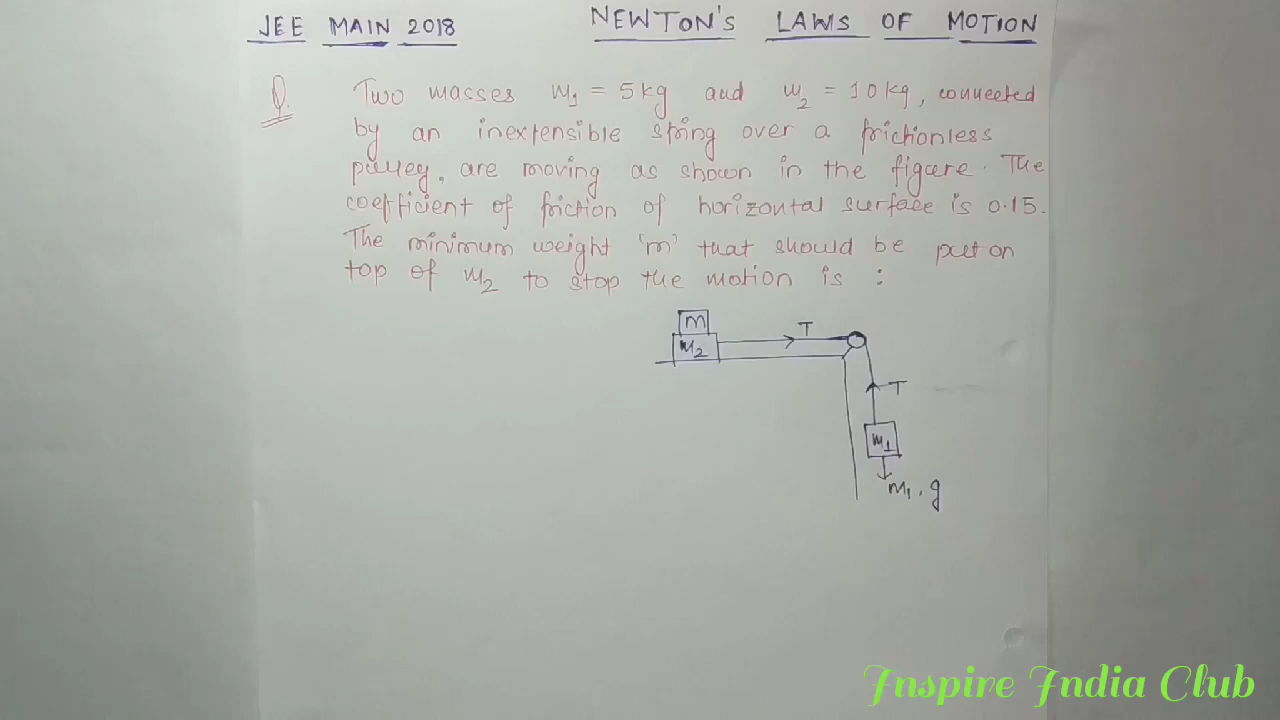 JEE MAIN 2018 NEWTON'S LAWS OF MOTION
Q. Two masses m₁ = 5kg and m₂ = 10kg, connected
by an inextensible string over a frictionless
pulley, are moving as shown in the figure. The
coefficient of friction of horizontal surface is 0.15.
The minimum weight 'm' that should be put on
top of m₂ to stop the motion is :
m
m₂
T
T
m₁
m₁.g
Inspire India Club